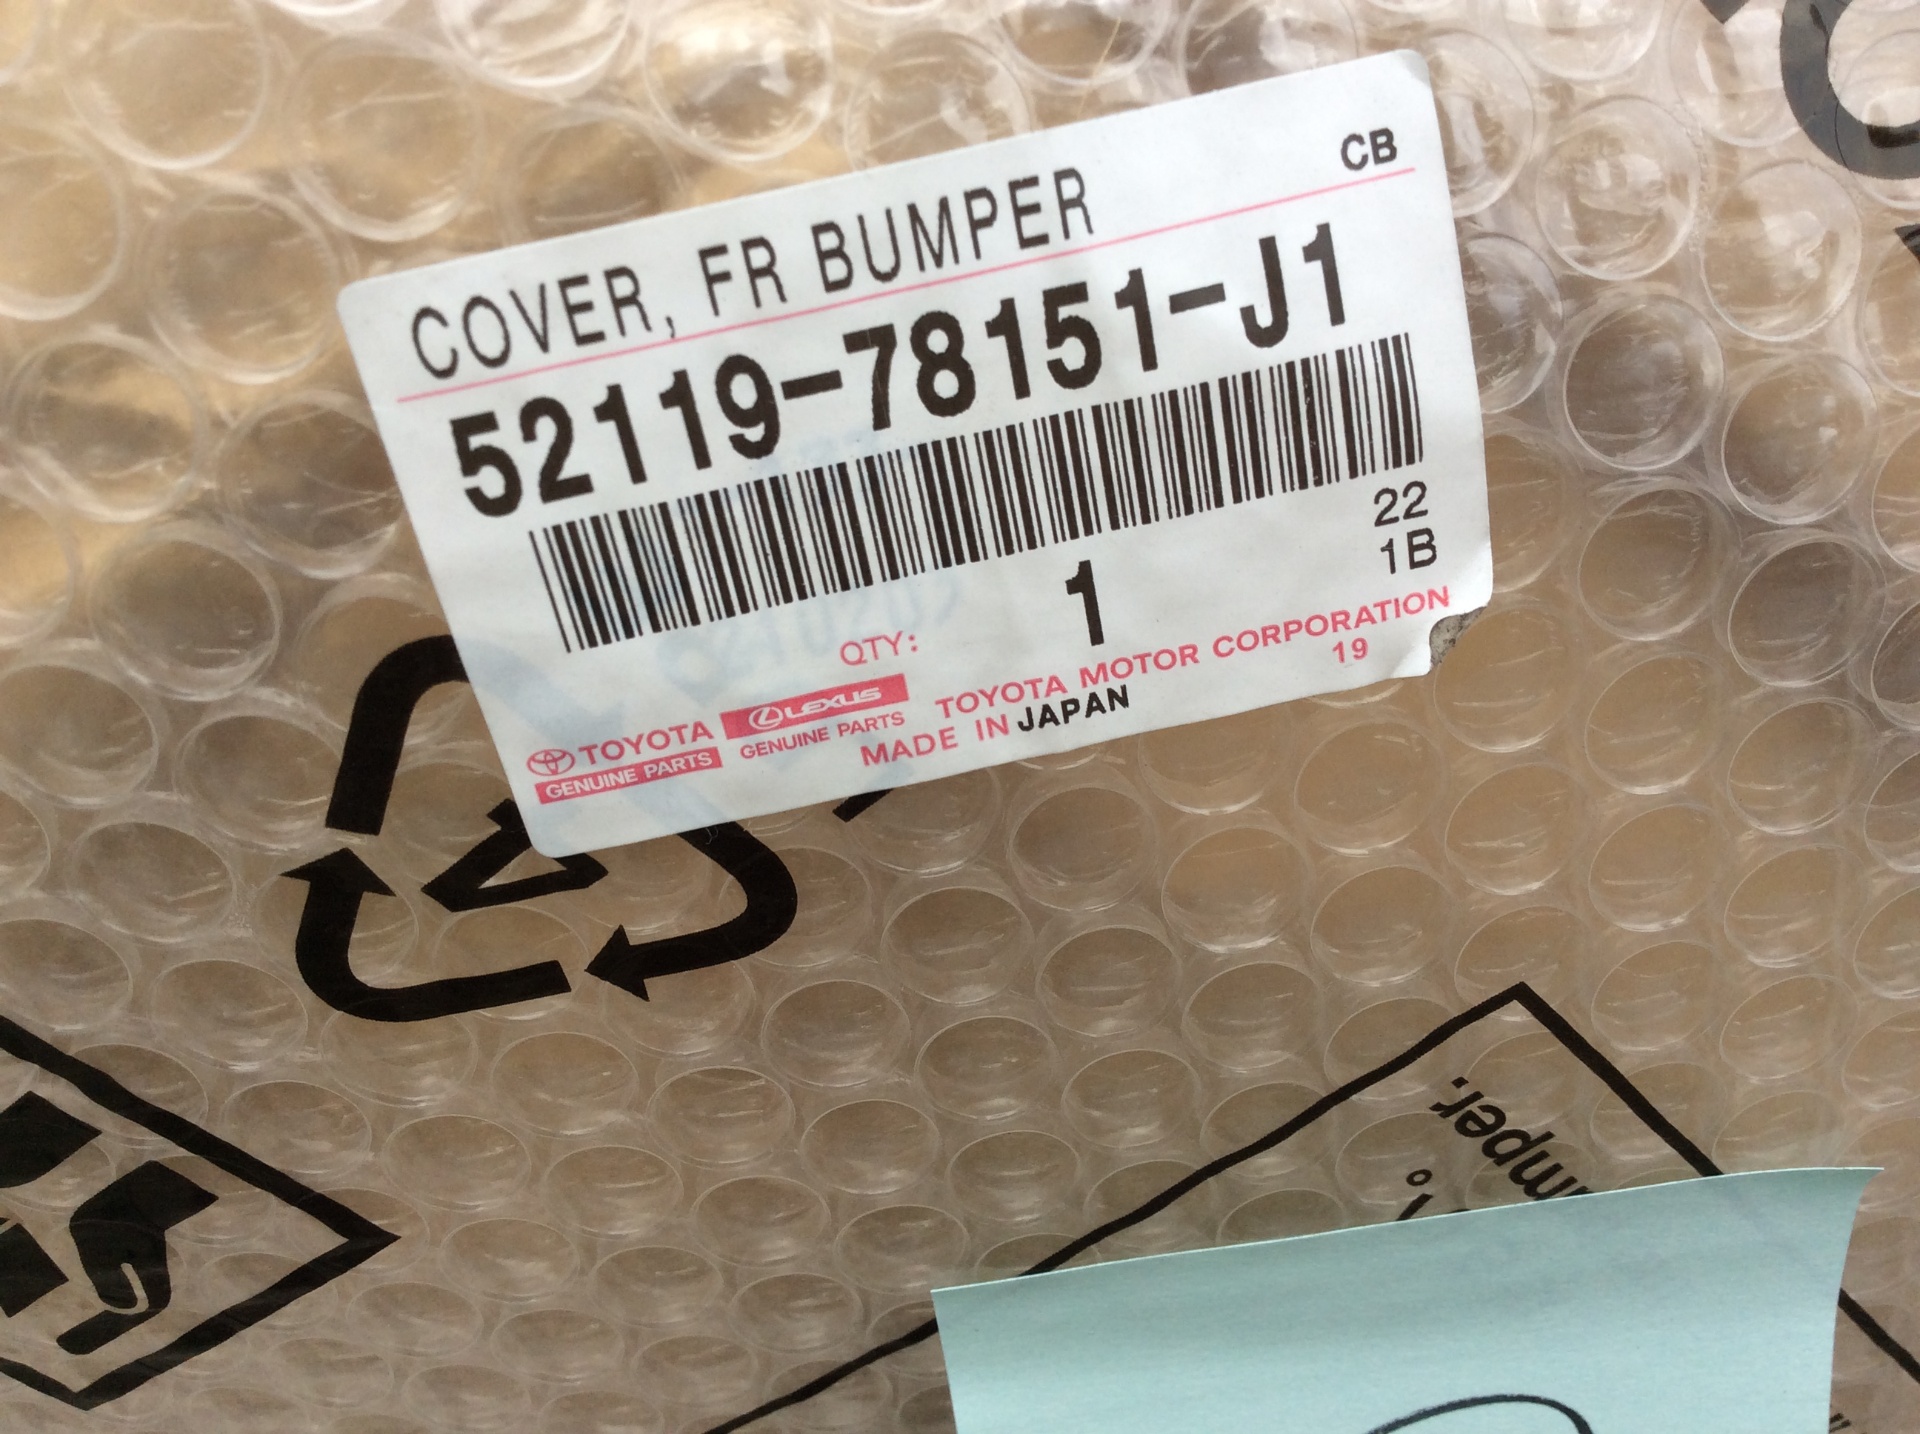 CB
COVER, FR BUMPER
52119-78151-J1
22
1B
QTY: 1
TOYOTA
GENUINE PARTS
LEXUS
GENUINE PARTS
TOYOTA MOTOR CORPORATION
19
MADE IN JAPAN